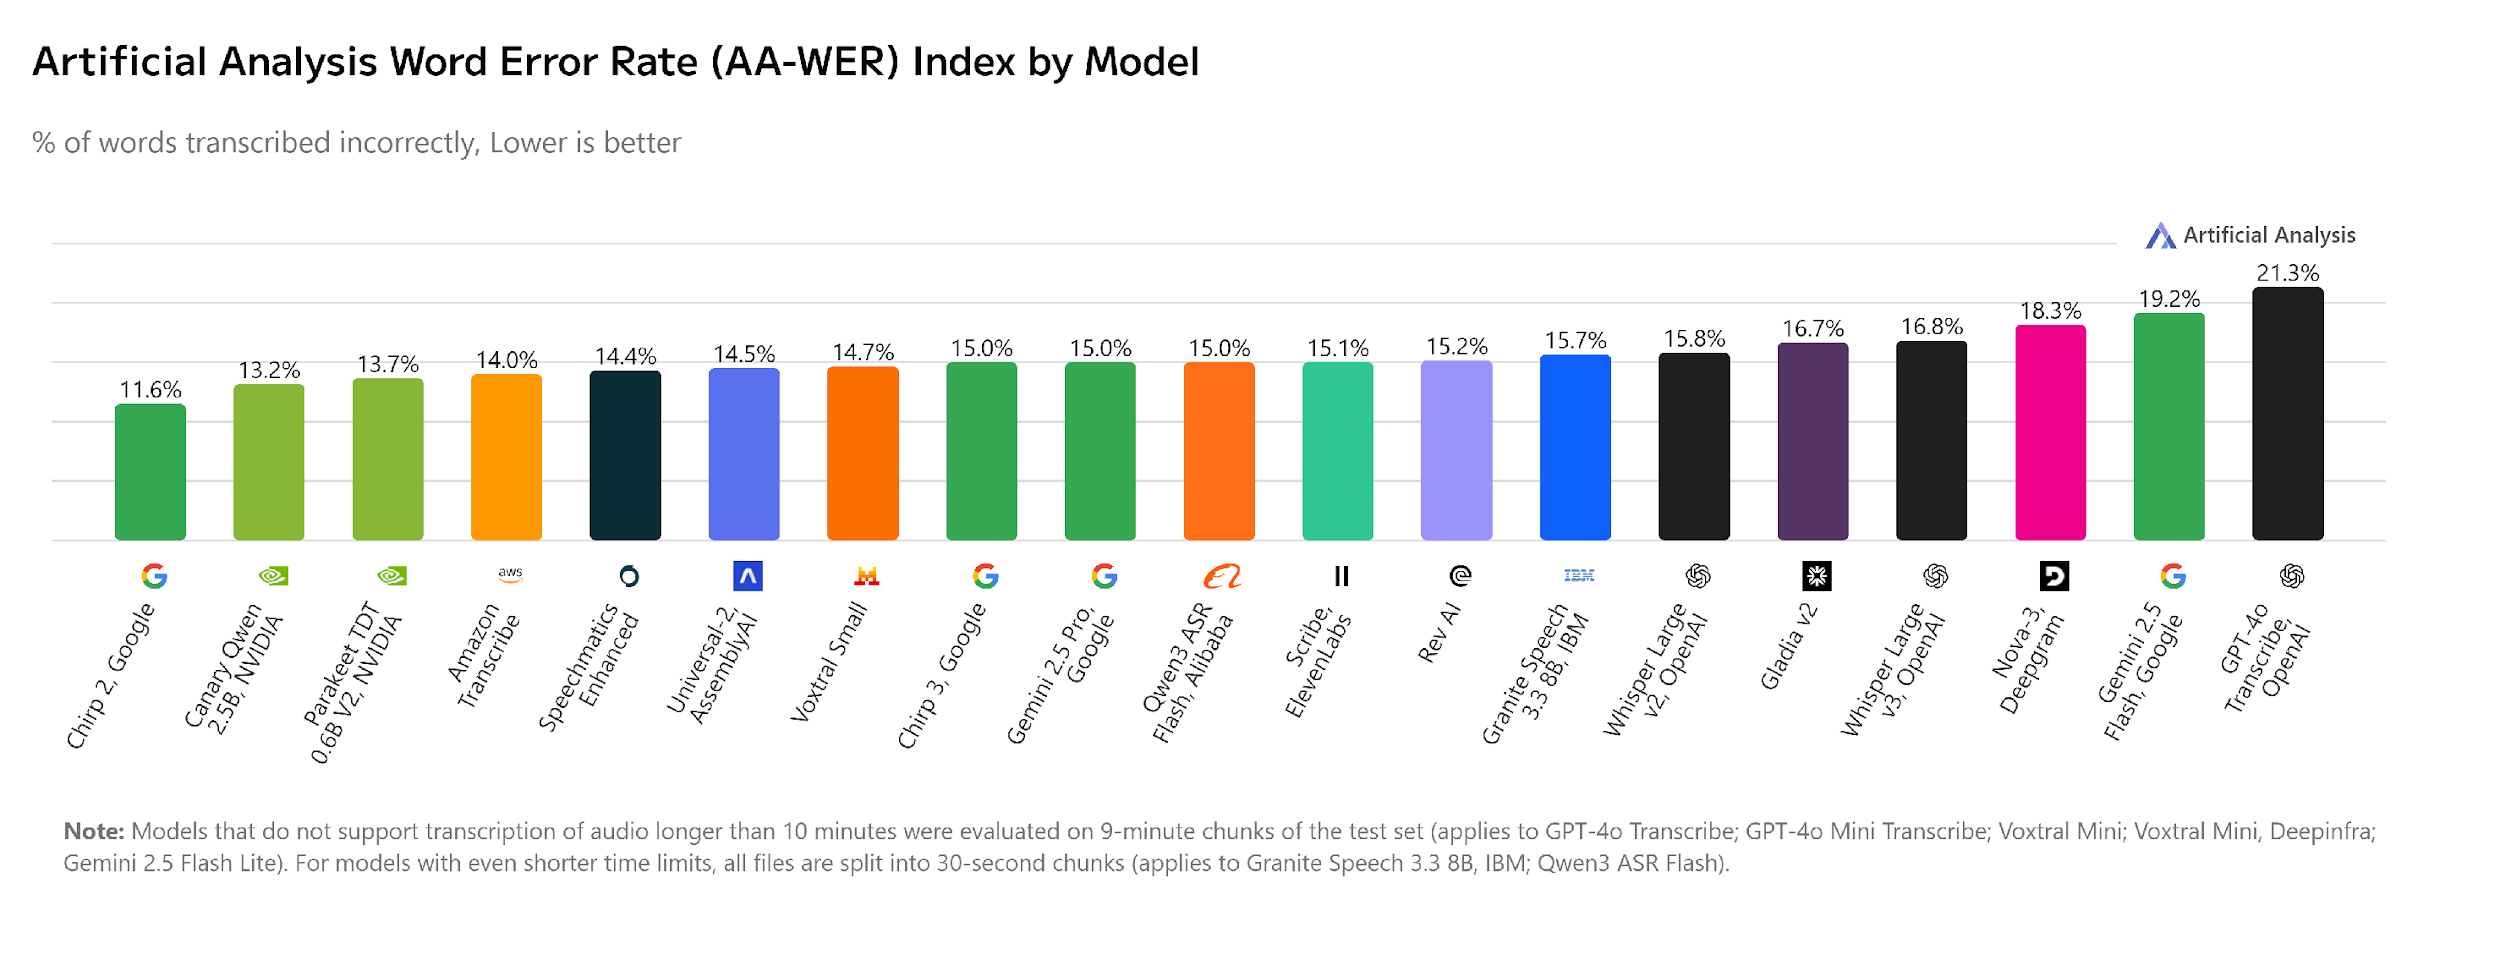 Artificial Analysis Word Error Rate (AA-WER) Index by Model
% of words transcribed incorrectly, Lower is better
Artificial Analysis
11.6%
13.2%
13.7%
14.0%
14.4%
14.5%
14.7%
15.0%
15.0%
15.0%
15.1%
15.2%
15.7%
15.8%
16.7%
16.8%
18.3%
19.2%
21.3%
aws
IBM
Chirp 2, Google
Canary Qwen
2.5B, NVIDIA
Parakeet TDT
0.6B V2, NVIDIA
Amazon
Transcribe
Speechmatics
Enhanced
Universal-2,
AssemblyAI
Voxtral Small
Chirp 3, Google
Gemini 2.5 Pro,
Google
Qwen3 ASR
Flash, Alibaba
Scribe,
ElevenLabs
Rev AI
Granite Speech
3.3 8B, IBM
Whisper Large
v2, OpenAI
Gladia v2
Whisper Large
v3, OpenAI
Nova-3,
Deepgram
Gemini 2.5
Flash, Google
GPT-4o
Transcribe,
OpenAI
Note: Models that do not support transcription of audio longer than 10 minutes were evaluated on 9-minute chunks of the test set (applies to GPT-4o Transcribe; GPT-4o Mini Transcribe; Voxtral Mini; Voxtral Mini, Deepinfra;
Gemini 2.5 Flash Lite). For models with even shorter time limits, all files are split into 30-second chunks (applies to Granite Speech 3.3 8B, IBM; Qwen3 ASR Flash).